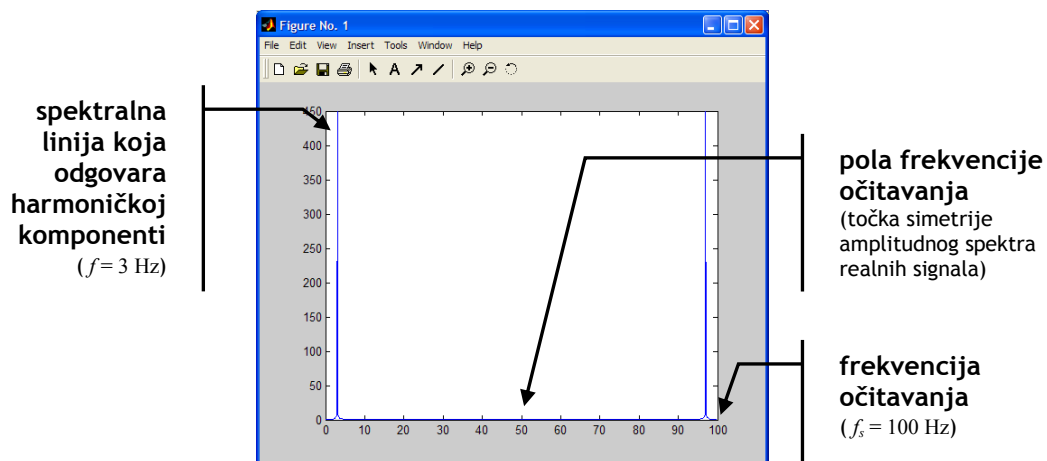 Figure No. 1
File Edit View Insert Tools Window Help
spektralna
linija koja
odgovara
harmoničkoj
komponenti
( f = 3 Hz)
450
400
350
300
250
200
150
100
50
0
0 10 20 30 40 50 60 70 80 90 100
pola frekvencije
očitavanja
(točka simetrije
amplitudnog spektra
realnih signala)
frekvencija
očitavanja
( fs = 100 Hz)